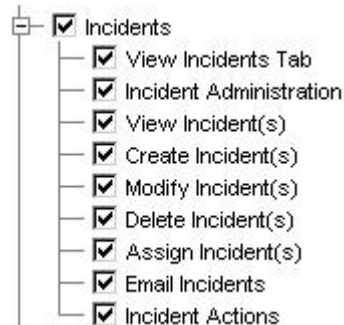 Incidents
View Incidents Tab
Incident Administration
View Incident(s)
Create Incident(s)
Modify Incident(s)
Delete Incident(s)
Assign Incident(s)
Email Incidents
Incident Actions